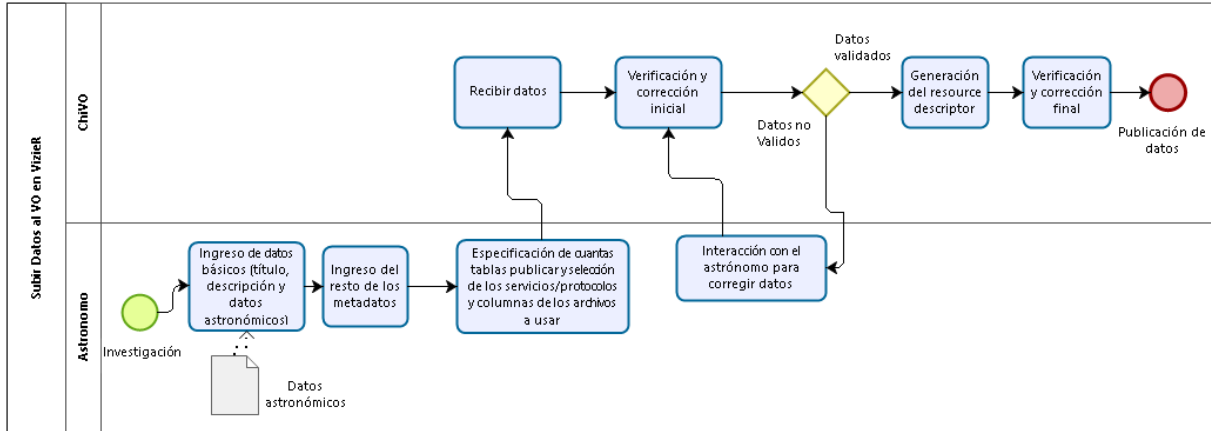 Subir Datos al VO en VizieR
ChiVO
Recibir datos
Verificación y
corrección
inicial
Datos
validados
Datos no
Validos
Generación
del resource
descriptor
Verificación
y corrección
final
Publicación de
datos
Astronomo
Investigación
Ingreso de datos
básicos (título,
descripción y
datos
astronómicos)
Datos
astronómicos
Ingreso del
resto de los
metadatos
Especificación de cuantas
tablas publicar y selección
de los servicios/protocolos
y columnas de los archivos
a usar
Interacción con el
astrónomo para
corregir datos